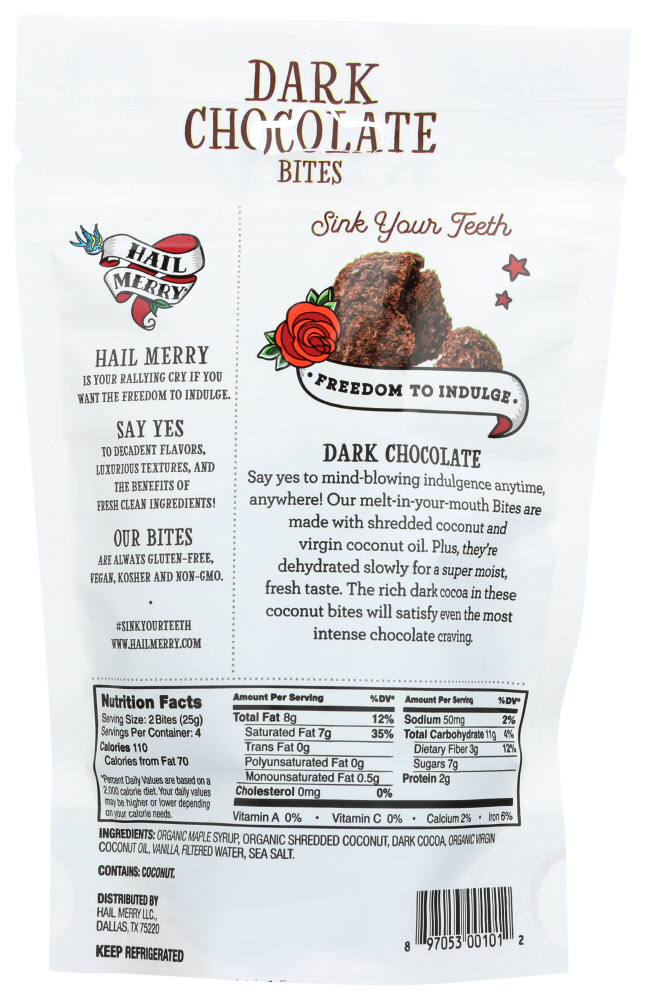 DARK
CHOCOLATE
BITES
HAIL
MERRY
HAIL MERRY
IS YOUR RALLYING CRY IF YOU
WANT THE FREEDOM TO INDULGE.
SAY YES
TO DECADENT FLAVORS,
LUXURIOUS TEXTURES, AND
THE BENEFITS OF
FRESH CLEAN INGREDIENTS!
OUR BITES
ARE ALWAYS GLUTEN-FREE,
VEGAN, KOSHER AND NON-GMO.
•
#SINKYOURTEETH
WWW.HAILMERRY.COM
Sink Your Teeth
• FREEDOM TO INDULGE •
DARK CHOCOLATE
Say yes to mind-blowing indulgence anytime,
anywhere! Our melt-in-your-mouth Bites are
made with shredded coconut and
virgin coconut oil. Plus, they're
dehydrated slowly for a super moist,
fresh taste. The rich dark cocoa in these
coconut bites will satisfy even the most
intense chocolate craving.
Nutrition Facts
Serving Size: 2 Bites (25g)
Servings Per Container: 4
Calories 110
Calories from Fat 70
*Percent Daily Values are based on a
2,000 calorie diet. Your daily values
may be higher or lower depending
on your calorie needs.
Amount Per Serving %DV*
Total Fat 8g 12%
Saturated Fat 7g 35%
Trans Fat 0g
Polyunsaturated Fat 0g
Monounsaturated Fat 0.5g
Cholesterol 0mg 0%
Amount Per Serving %DV*
Sodium 50mg 2%
Total Carbohydrate 11g 4%
Dietary Fiber 3g 12%
Sugars 7g
Protein 2g
Vitamin A 0% • Vitamin C 0% • Calcium 2% • Iron 6%
INGREDIENTS: ORGANIC MAPLE SYRUP, ORGANIC SHREDDED COCONUT, DARK COCOA, ORGANIC VIRGIN
COCONUT OIL, VANILLA, FILTERED WATER, SEA SALT.
CONTAINS: COCONUT.
DISTRIBUTED BY
HAIL MERRY LLC.,
DALLAS, TX 75220
KEEP REFRIGERATED
8 97053 00101 2